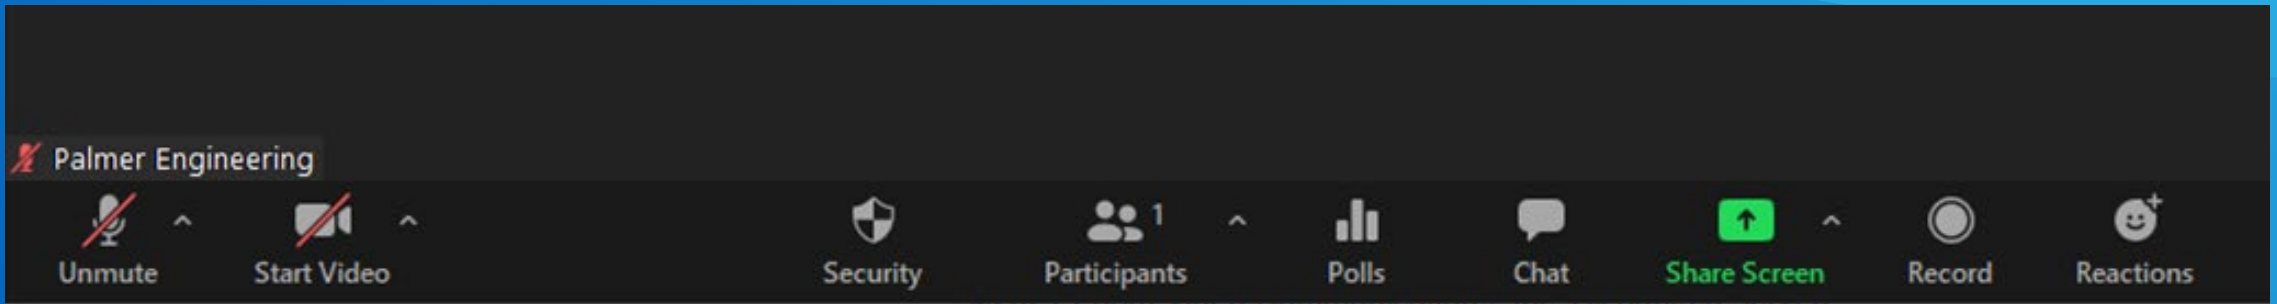 Palmer Engineering
1
Unmute Start Video Security Participants Polls Chat Share Screen Record Reactions